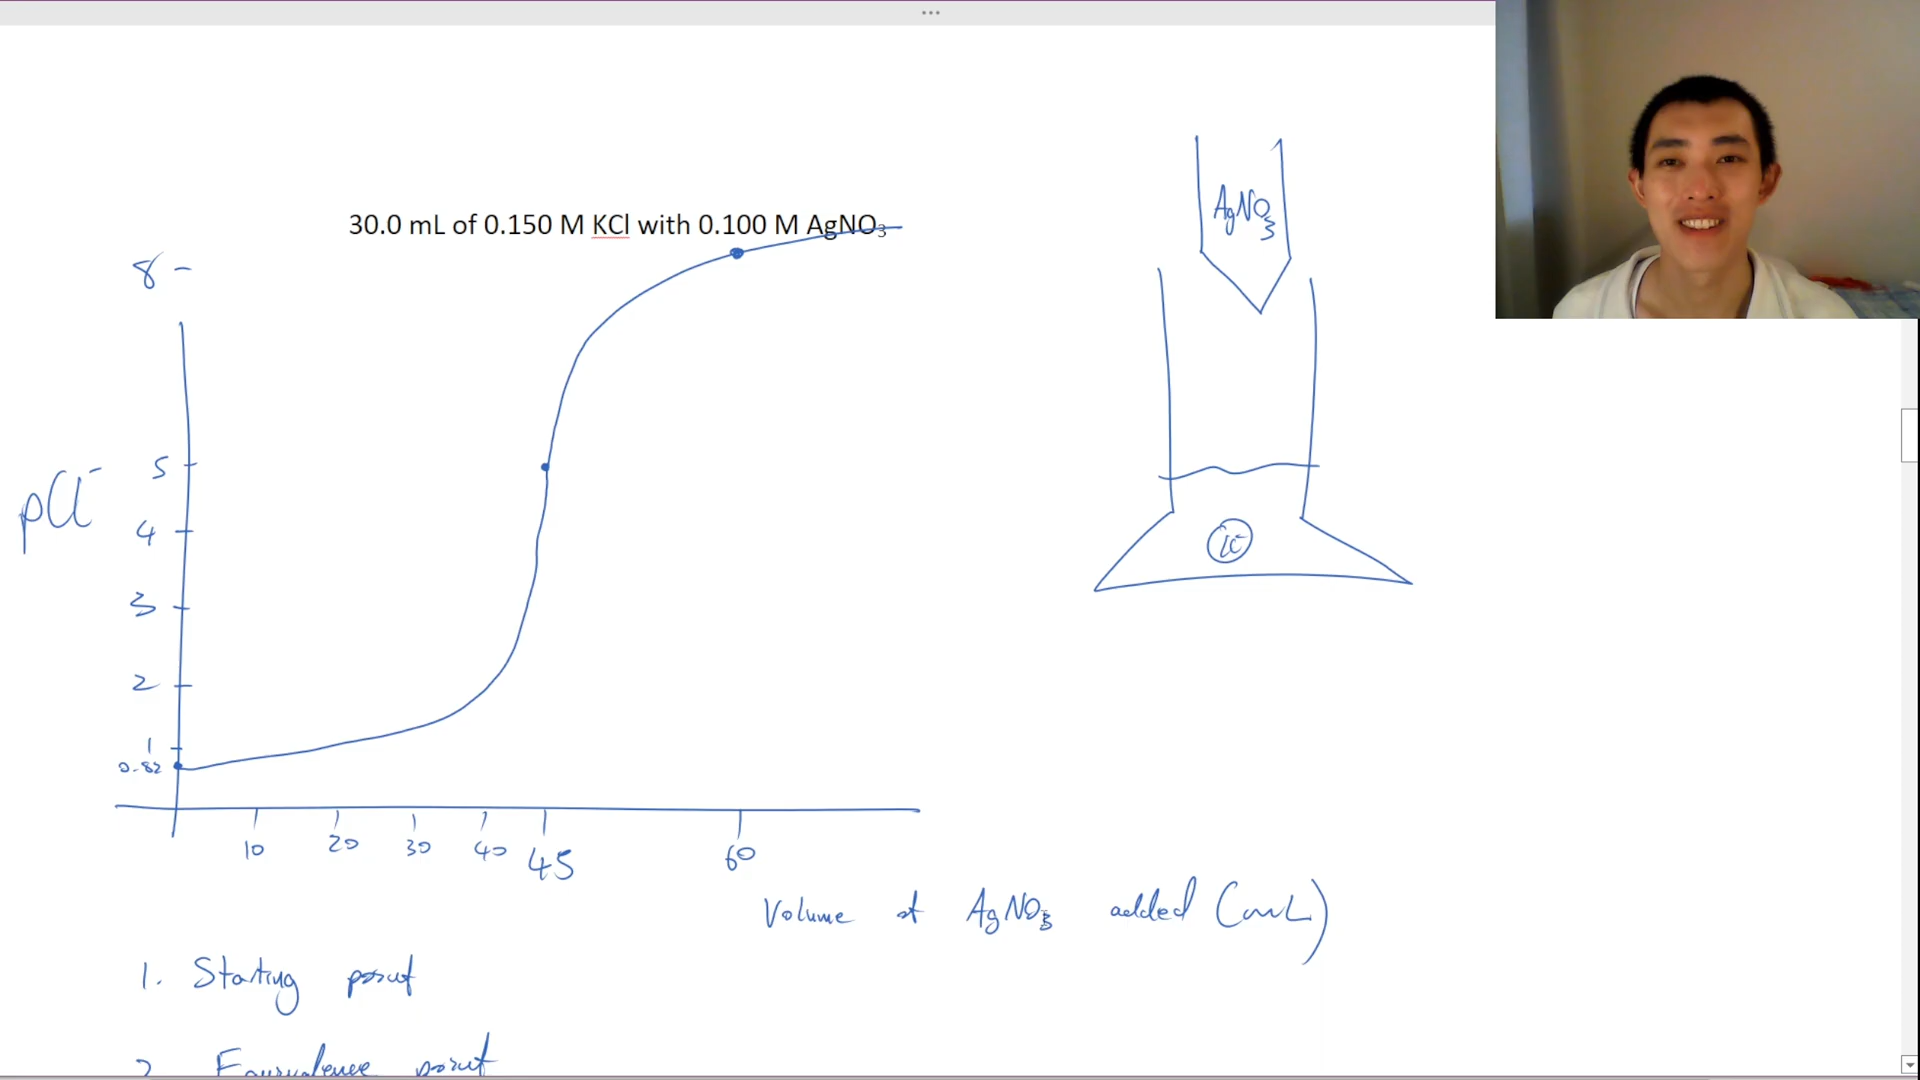 30.0 mL of 0.150 M KCl with 0.100 M AgNO₃
AgNO₃
8
5
pCl⁻
4
3
2
1
0.82
10 20 30 40 45 60
Volume of AgNO₃ added (mL)
1. Starting point
2. Equivalence point